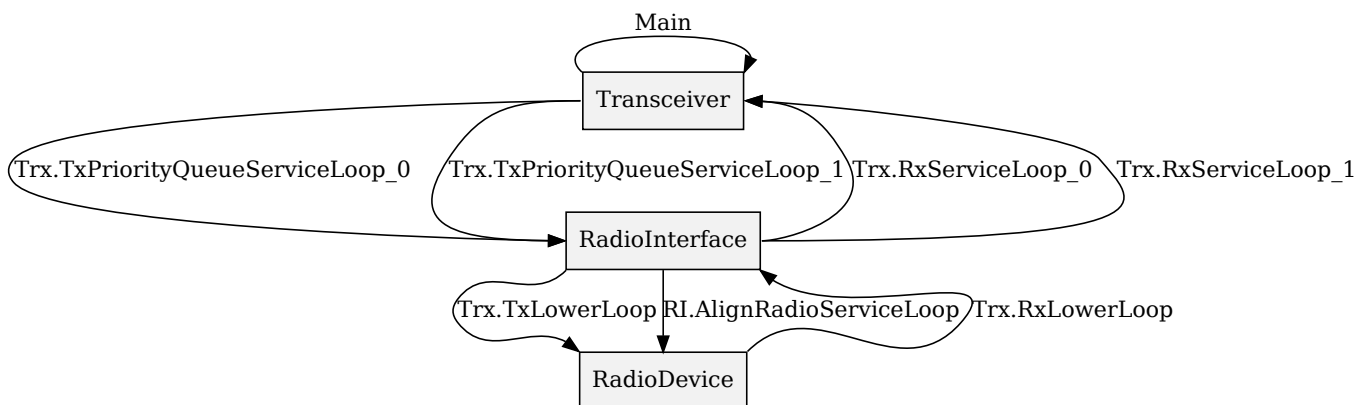 Main
Transceiver
Trx.TxPriorityQueueServiceLoop_0
Trx.TxPriorityQueueServiceLoop_1
Trx.RxServiceLoop_0
Trx.RxServiceLoop_1
RadioInterface
Trx.TxLowerLoop
RI.AlignRadioServiceLoop
Trx.RxLowerLoop
RadioDevice